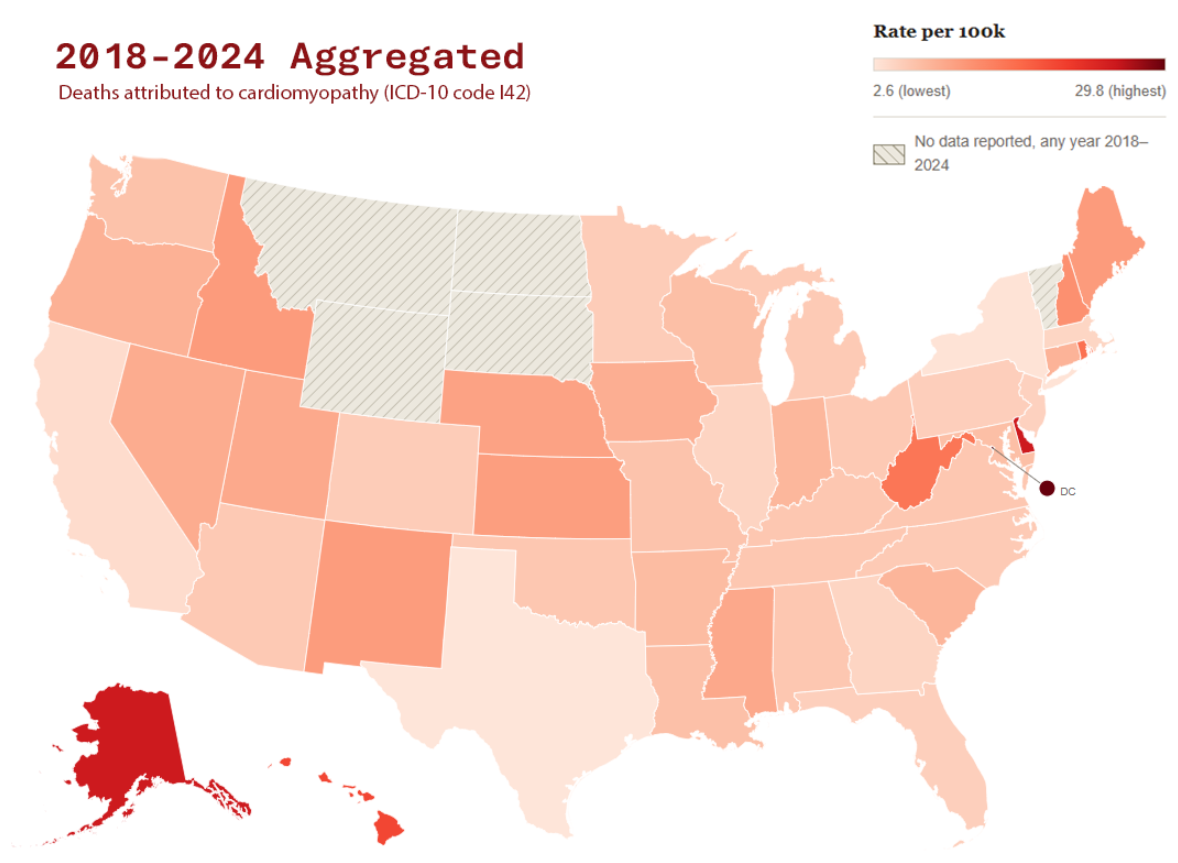 2018-2024 Aggregated
Deaths attributed to cardiomyopathy (ICD-10 code I42)
Rate per 100k
2.6 (lowest)
29.8 (highest)
No data reported, any year 2018–
2024
DC